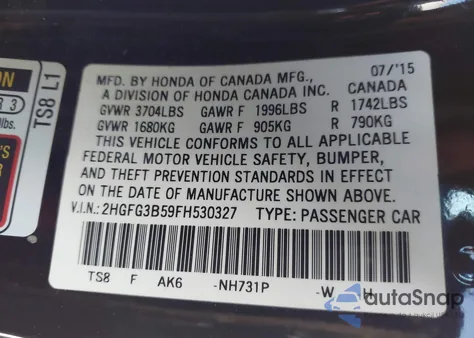 ON
R 3
lbs.
'S
R
TS8 L1
MFD. BY HONDA OF CANADA MFG., 07/'15
A DIVISION OF HONDA CANADA INC. CANADA
GVWR 3704LBS GAWR F 1996LBS R 1742LBS
GVWR 1680KG GAWR F 905KG R 790KG
THIS VEHICLE CONFORMS TO ALL APPLICABLE
FEDERAL MOTOR VEHICLE SAFETY, BUMPER,
AND THEFT PREVENTION STANDARDS IN EFFECT
ON THE DATE OF MANUFACTURE SHOWN ABOVE.
V.I.N.: 2HGFG3B59FH530327 TYPE: PASSENGER CAR
TS8 F AK6 -NH731P -W H
autoSnap